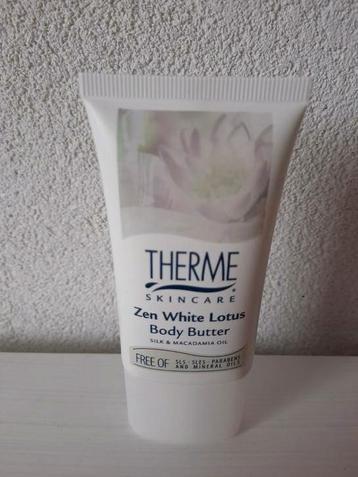 THERME
SKINCARE
Zen White Lotus
Body Butter
SILK & MACADAMIA OIL
FREE OF SLS · SLES · PARABENS
AND MINERAL OILS